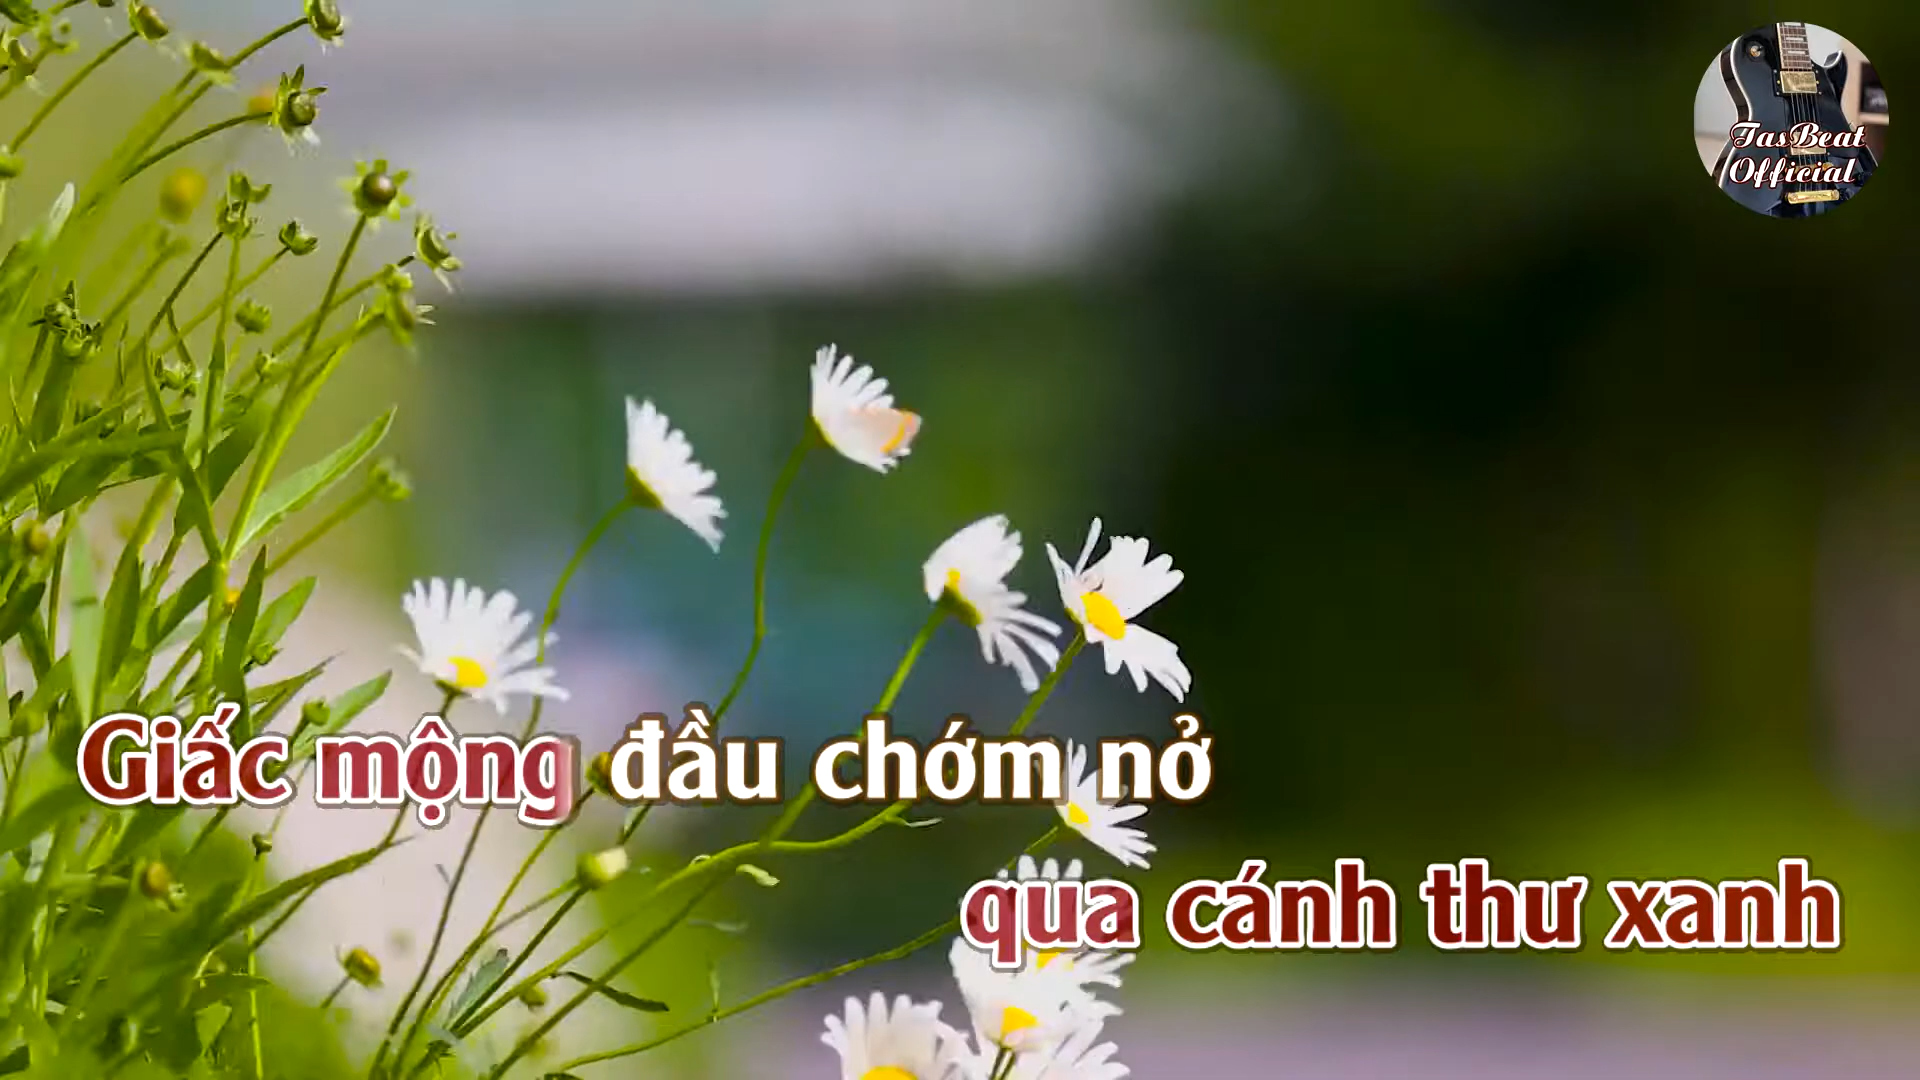 TasBeat
Official
Giấc mộng đầu chớm nở
qua cánh thư xanh